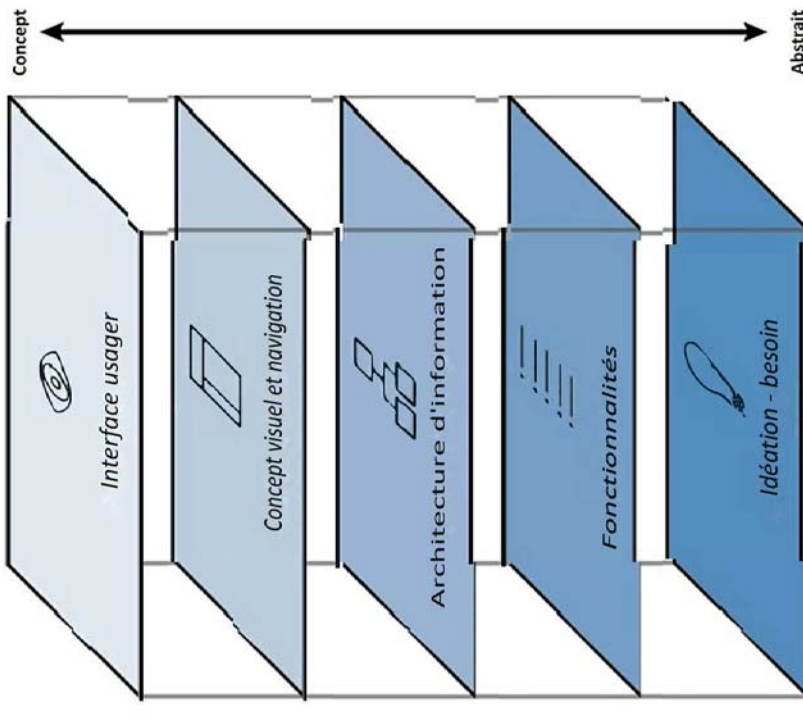 Concept
Interface usager
Concept visuel et navigation
Architecture d'information
Fonctionnalités
Idéation - besoin
Abstrait